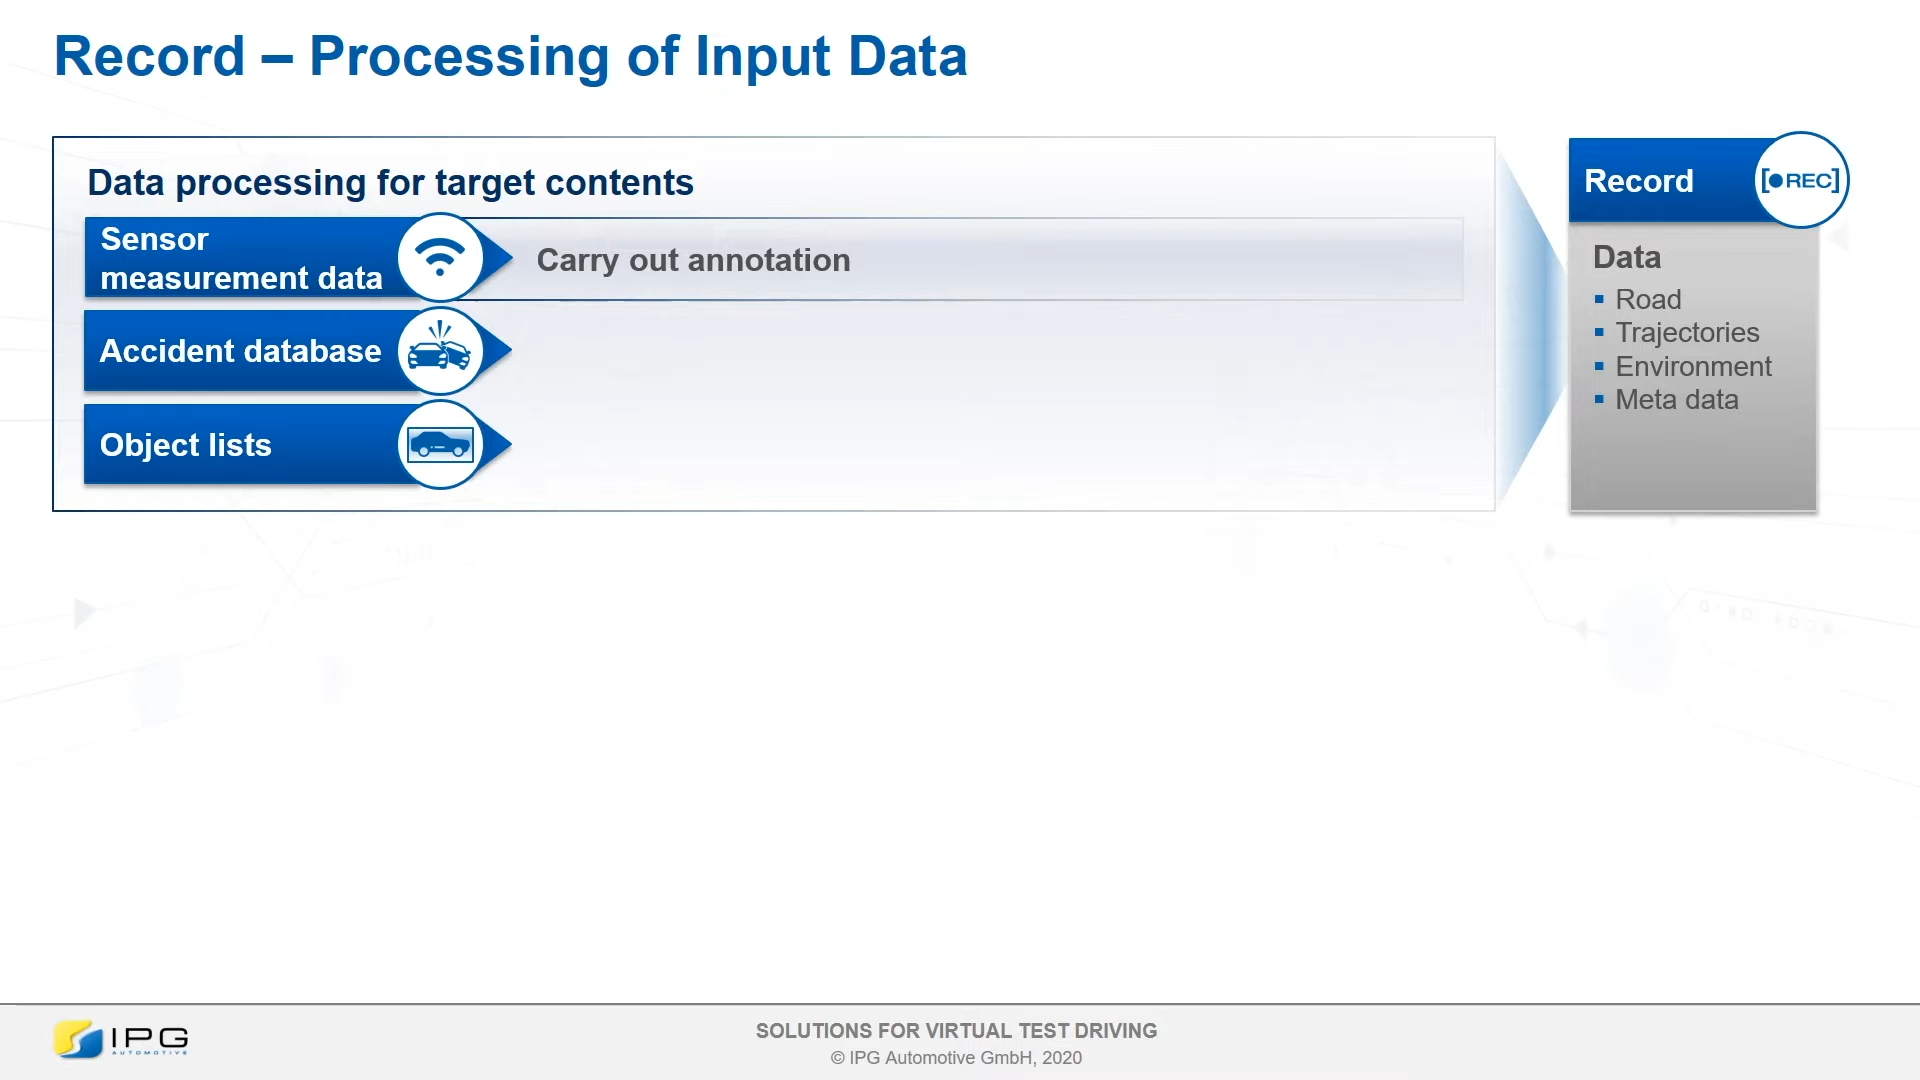 Record – Processing of Input Data
Data processing for target contents
Sensor
measurement data
Carry out annotation
Accident database
Object lists
Record
[●REC]
Data
▪ Road
▪ Trajectories
▪ Environment
▪ Meta data
IPG
AUTOMOTIVE
SOLUTIONS FOR VIRTUAL TEST DRIVING
© IPG Automotive GmbH, 2020